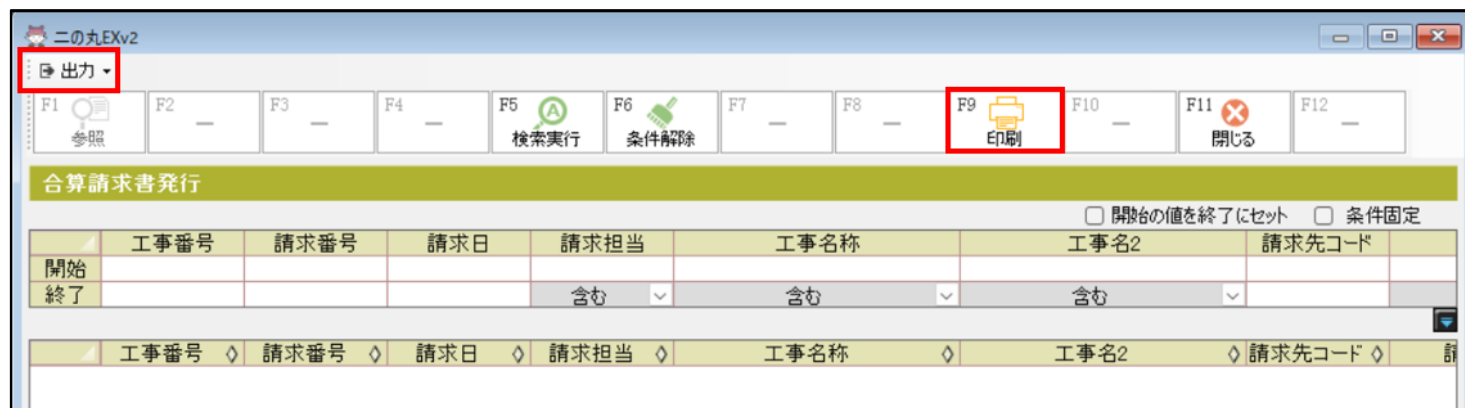 二の丸EXv2
出力
F1 F2 F3 F4 F5 F6 F7 F8 F9 F10 F11 F12
参照 検索実行 条件解除 印刷 閉じる
合算請求書発行
開始の値を終了にセット 条件固定
工事番号 請求番号 請求日 請求担当 工事名称 工事名2 請求先コード
開始
終了 含む 含む 含む
工事番号 請求番号 請求日 請求担当 工事名称 工事名2 請求先コード 請